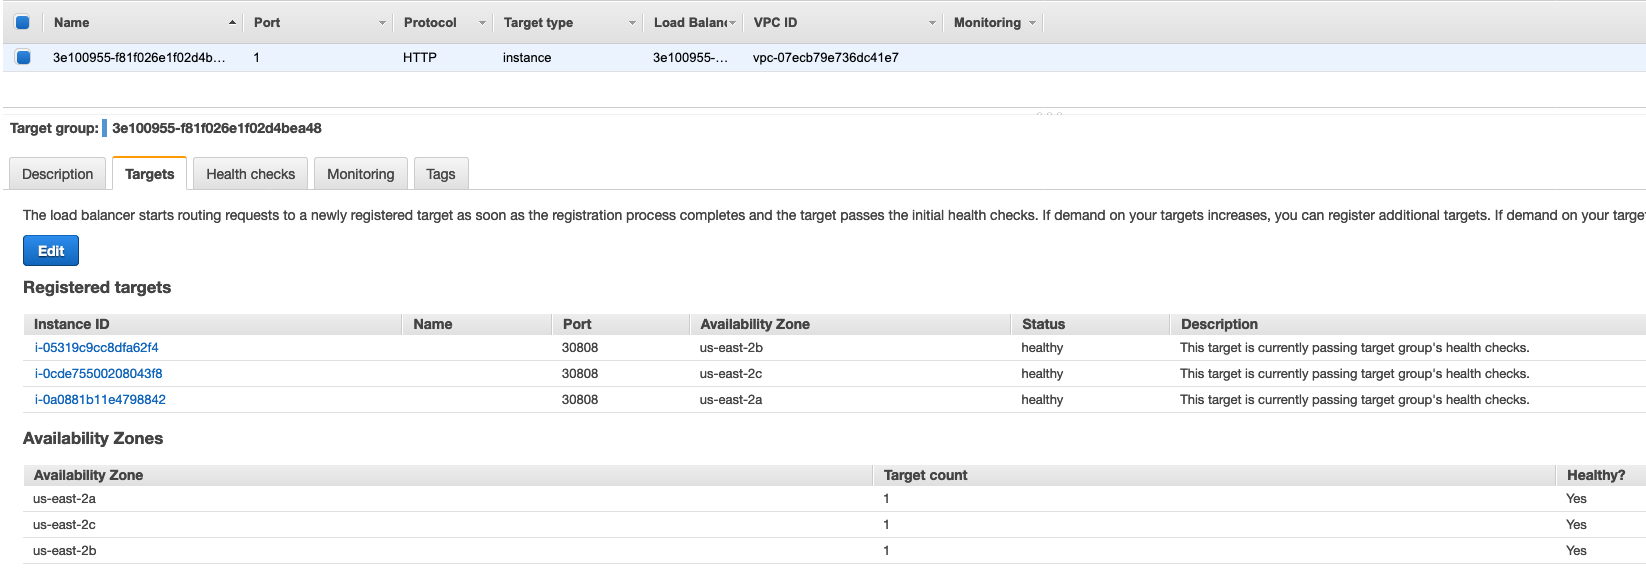 Name Port Protocol Target type Load Balan VPC ID Monitoring
3e100955-f81f026e1f02d4b... 1 HTTP instance 3e100955-... vpc-07ecb79e736dc41e7
Target group: 3e100955-f81f026e1f02d4bea48
Description Targets Health checks Monitoring Tags
The load balancer starts routing requests to a newly registered target as soon as the registration process completes and the target passes the initial health checks. If demand on your targets increases, you can register additional targets. If demand on your targe
Edit
Registered targets
Instance ID Name Port Availability Zone Status Description
i-05319c9cc8dfa62f4 30808 us-east-2b healthy This target is currently passing target group's health checks.
i-0cde75500208043f8 30808 us-east-2c healthy This target is currently passing target group's health checks.
i-0a0881b11e4798842 30808 us-east-2a healthy This target is currently passing target group's health checks.
Availability Zones
Availability Zone Target count Healthy?
us-east-2a 1 Yes
us-east-2c 1 Yes
us-east-2b 1 Yes